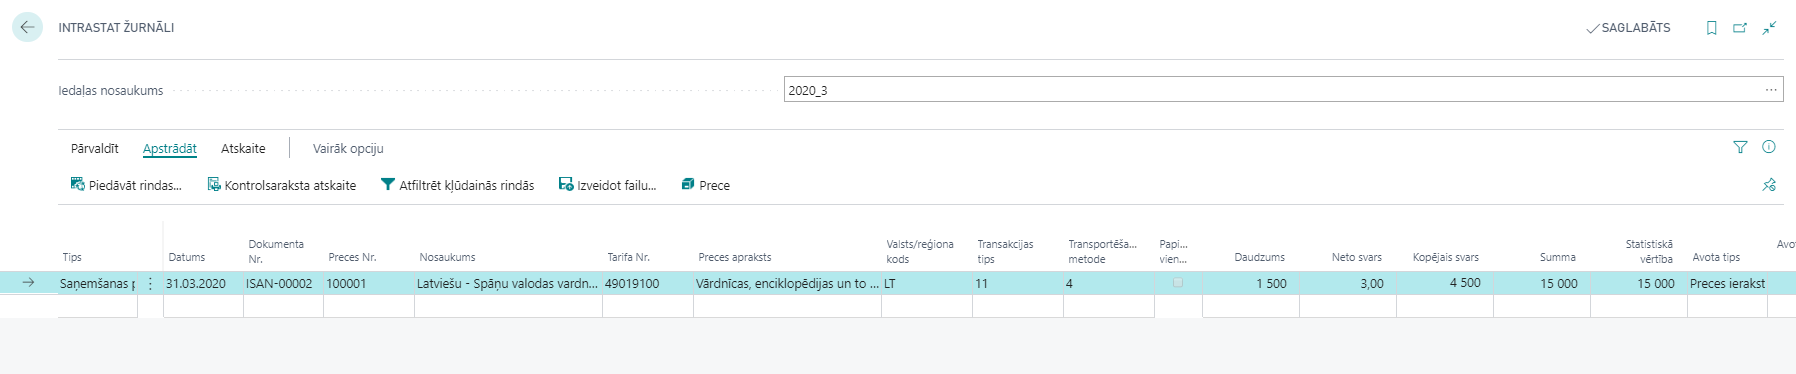 INTRASTAT ŽURNĀLI
SAGLABĀTS
Iedaļas nosaukums
2020_3
Pārvaldīt Apstrādāt Atskaite Vairāk opciju
Piedāvāt rindas... Kontrolsaraksta atskaite Atfiltrēt kļūdainās rindās Izveidot failu... Prece
Tips Datums Dokumenta Nr. Preces Nr. Nosaukums Tarifa Nr. Preces apraksts Valsts/reģiona kods Transakcijas tips Transportēša... metode Papi... vien... Daudzums Neto svars Kopējais svars Summa Statistiskā vērtība Avota tips Avo
Saņemšanas p 31.03.2020 ISAN-00002 100001 Latviešu - Spāņu valodas vardn... 49019100 Vārdnīcas, enciklopēdijas un to ... LT 11 4 1 500 3,00 4 500 15 000 15 000 Preces ierakst